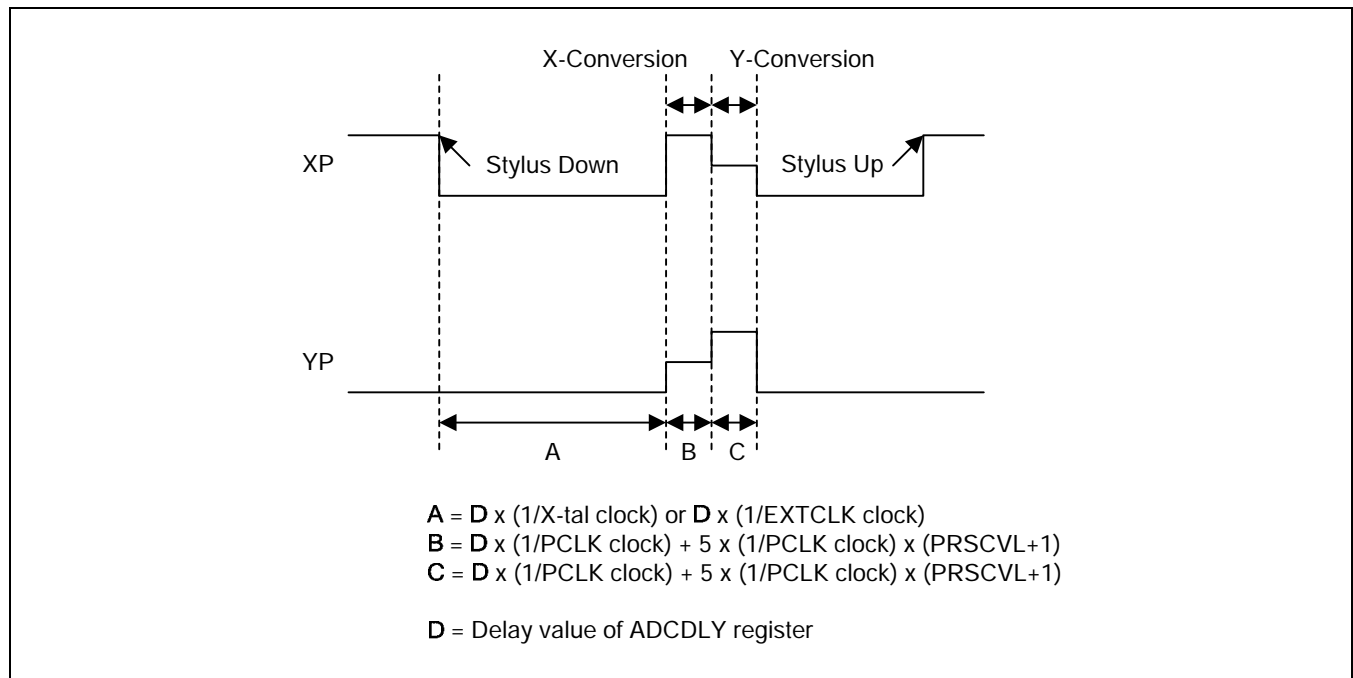 X-Conversion Y-Conversion
XP
Stylus Down
Stylus Up
YP
A
B
C
A = D x (1/X-tal clock) or D x (1/EXTCLK clock)
B = D x (1/PCLK clock) + 5 x (1/PCLK clock) x (PRSCVL+1)
C = D x (1/PCLK clock) + 5 x (1/PCLK clock) x (PRSCVL+1)
D = Delay value of ADCDLY register